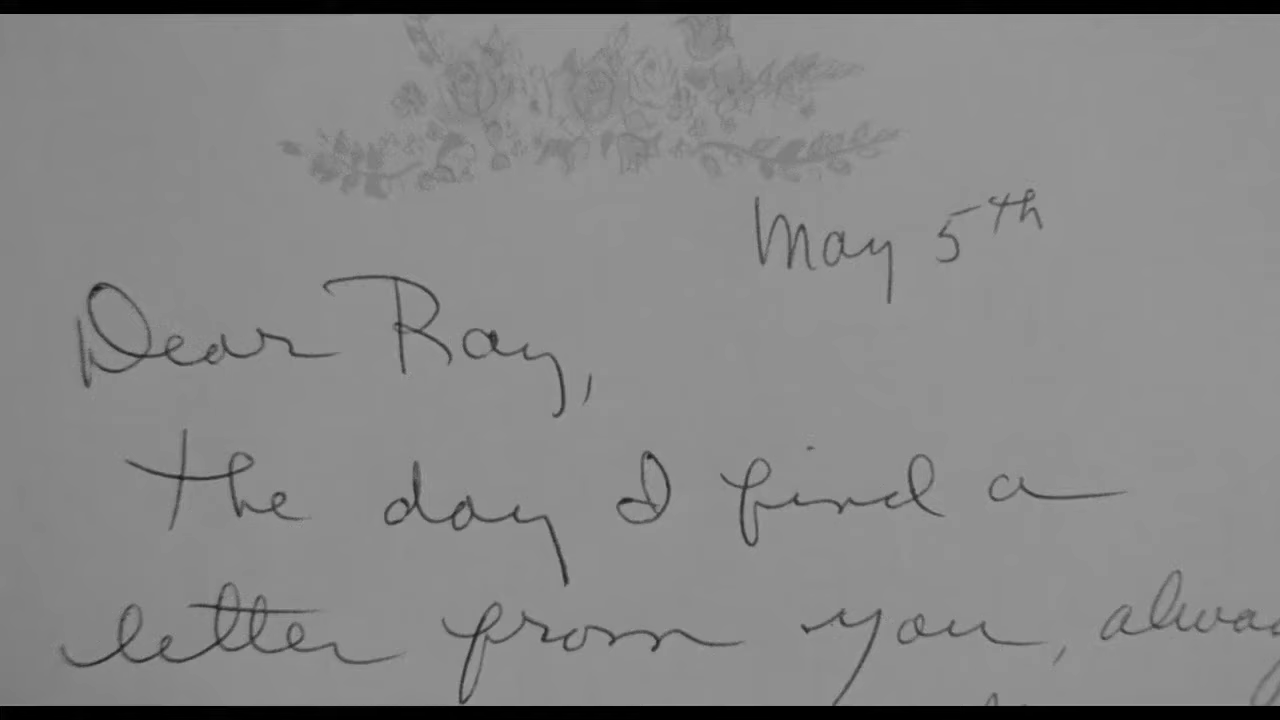 May 5th
Dear Ray,
the day I find a
letter from you,